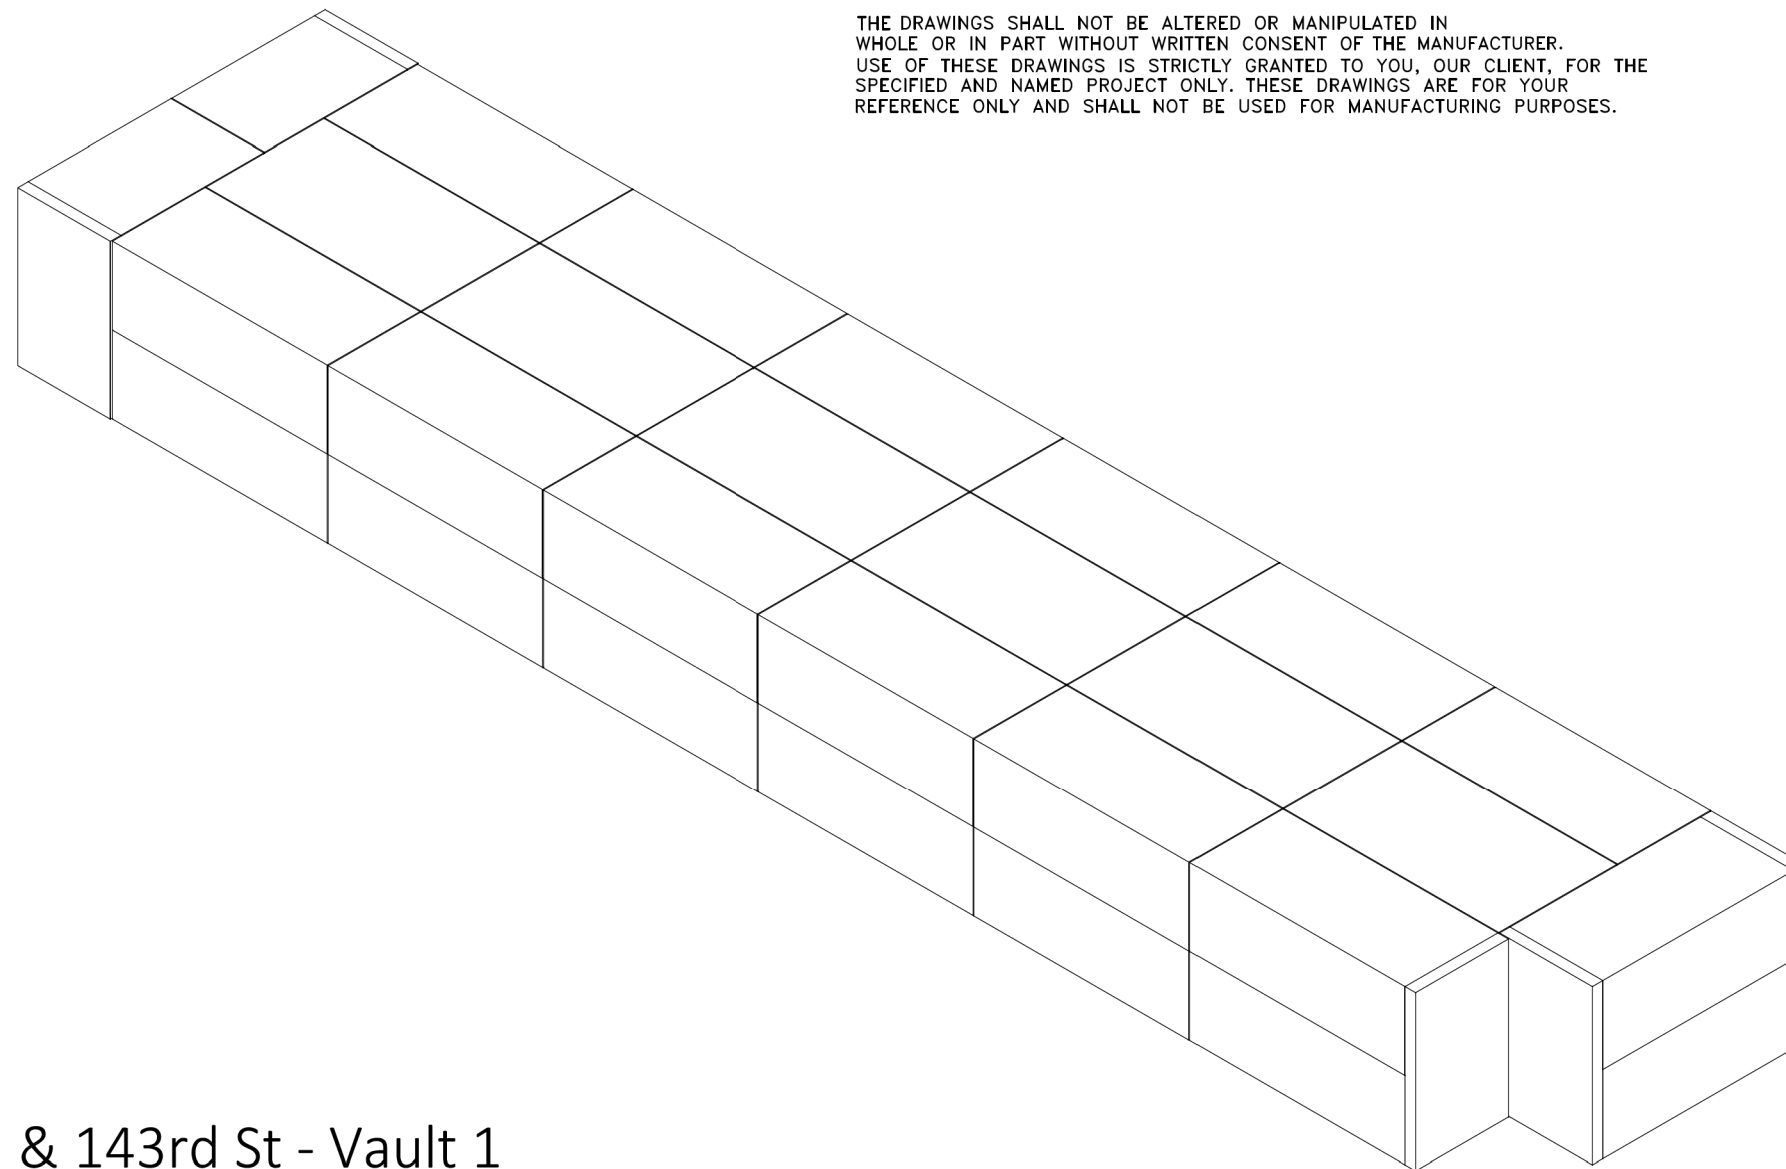 THE DRAWINGS SHALL NOT BE ALTERED OR MANIPULATED IN
WHOLE OR IN PART WITHOUT WRITTEN CONSENT OF THE MANUFACTURER.
USE OF THESE DRAWINGS IS STRICTLY GRANTED TO YOU, OUR CLIENT, FOR THE
SPECIFIED AND NAMED PROJECT ONLY. THESE DRAWINGS ARE FOR YOUR
REFERENCE ONLY AND SHALL NOT BE USED FOR MANUFACTURING PURPOSES.
& 143rd St - Vault 1